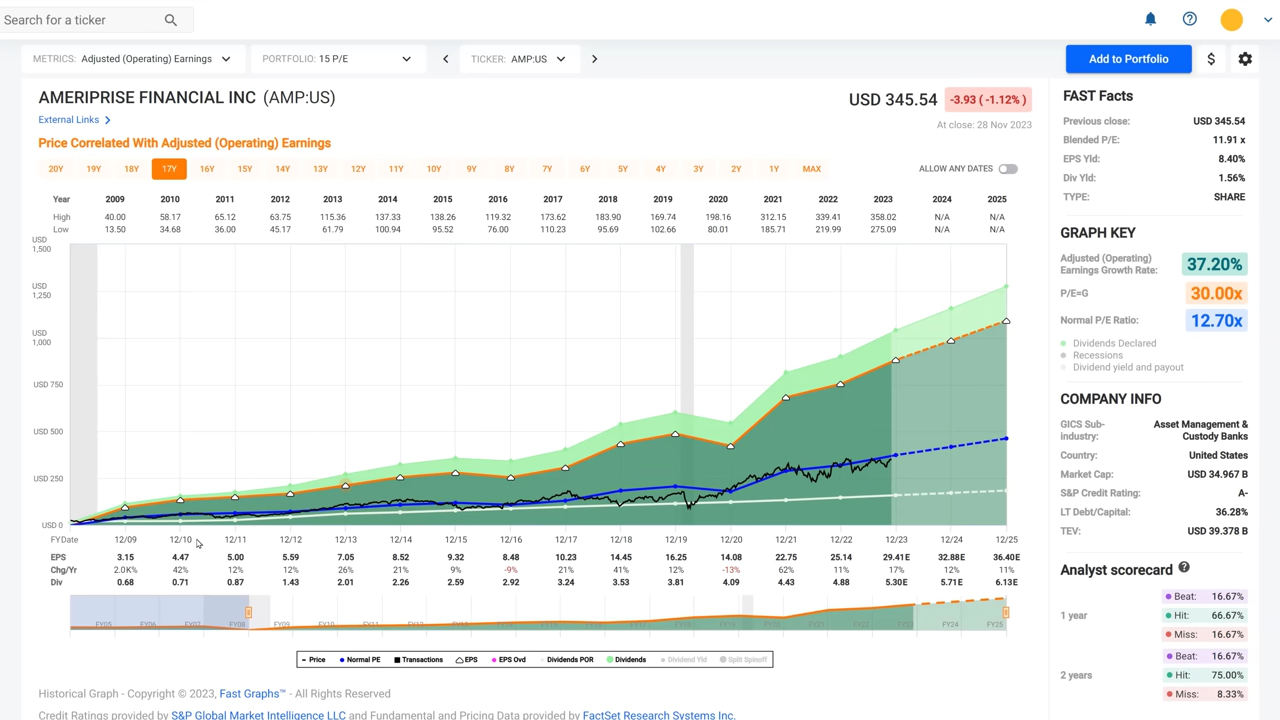 Search for a ticker
METRICS: Adjusted (Operating) Earnings
PORTFOLIO: 15 P/E
TICKER: AMP:US
Add to Portfolio
$
AMERIPRISE FINANCIAL INC (AMP:US)
USD 345.54 -3.93 ( -1.12% )
External Links
At close: 28 Nov 2023
Price Correlated With Adjusted (Operating) Earnings
20Y 19Y 18Y 17Y 16Y 15Y 14Y 13Y 12Y 11Y 10Y 9Y 8Y 7Y 6Y 5Y 4Y 3Y 2Y 1Y MAX
ALLOW ANY DATES
Year 2009 2010 2011 2012 2013 2014 2015 2016 2017 2018 2019 2020 2021 2022 2023 2024 2025
High 40.00 58.17 65.12 63.75 115.36 137.33 138.26 119.32 173.62 183.90 169.74 198.16 312.15 339.41 358.02 N/A N/A
Low 13.50 34.68 36.00 45.17 61.79 100.94 95.52 76.00 110.23 95.69 102.66 80.01 185.71 219.99 275.09 N/A N/A
USD
1,500
USD
1,250
USD
1,000
USD 750
USD 500
USD 250
USD 0
FYDate 12/09 12/10 12/11 12/12 12/13 12/14 12/15 12/16 12/17 12/18 12/19 12/20 12/21 12/22 12/23 12/24 12/25
EPS 3.15 4.47 5.00 5.59 7.05 8.52 9.32 8.48 10.23 14.45 16.25 14.08 22.75 25.14 29.41E 32.88E 36.40E
Chg/Yr 2.0K% 42% 12% 12% 26% 21% 9% -9% 21% 41% 12% -13% 62% 11% 17% 12% 11%
Div 0.68 0.71 0.87 1.43 2.01 2.26 2.59 2.92 3.24 3.53 3.81 4.09 4.43 4.88 5.30E 5.71E 6.13E
FY05 FY06 FY07 FY08 FY09 FY10 FY11 FY12 FY13 FY14 FY15 FY16 FY17 FY18 FY19 FY20 FY21 FY22 FY23 FY24 FY25
Price Normal PE Transactions EPS EPS Ovd Dividends POR Dividends Dividend Yld Split Spinoff
Historical Graph - Copyright © 2023, Fast Graphs™ - All Rights Reserved
Credit Ratings provided by S&P Global Market Intelligence LLC and Fundamental and Pricing Data provided by FactSet Research Systems Inc.
FAST Facts
Previous close: USD 345.54
Blended P/E: 11.91 x
EPS Yld: 8.40%
Div Yld: 1.56%
TYPE: SHARE
GRAPH KEY
Adjusted (Operating)
Earnings Growth Rate: 37.20%
P/E=G 30.00x
Normal P/E Ratio: 12.70x
Dividends Declared
Recessions
Dividend yield and payout
COMPANY INFO
GICS Sub-
industry: Asset Management &
Custody Banks
Country: United States
Market Cap: USD 34.967 B
S&P Credit Rating: A-
LT Debt/Capital: 36.28%
TEV: USD 39.378 B
Analyst scorecard
1 year
Beat: 16.67%
Hit: 66.67%
Miss: 16.67%
2 years
Beat: 16.67%
Hit: 75.00%
Miss: 8.33%